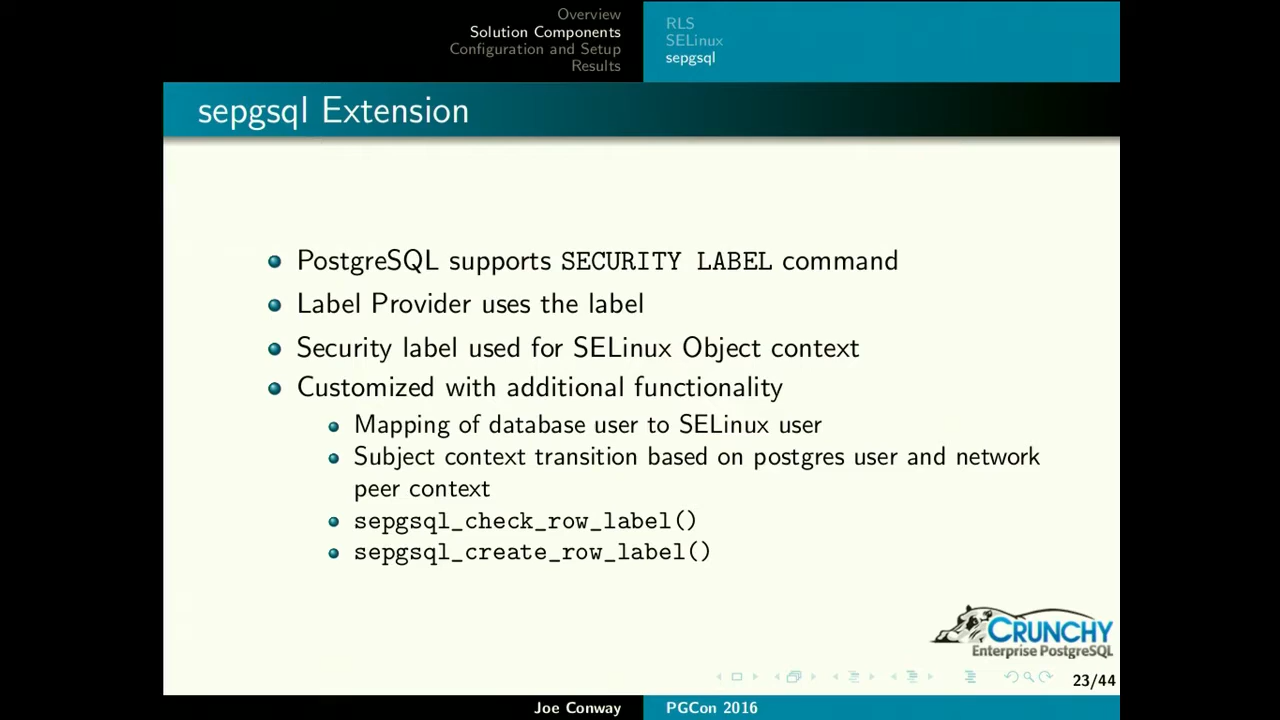 Overview
Solution Components
Configuration and Setup
Results
RLS
SELinux
sepgsql
sepgsql Extension
PostgreSQL supports SECURITY LABEL command
Label Provider uses the label
Security label used for SELinux Object context
Customized with additional functionality
Mapping of database user to SELinux user
Subject context transition based on postgres user and network
peer context
sepgsql_check_row_label()
sepgsql_create_row_label()
CRUNCHY
Enterprise PostgreSQL
23/44
Joe Conway
PGCon 2016